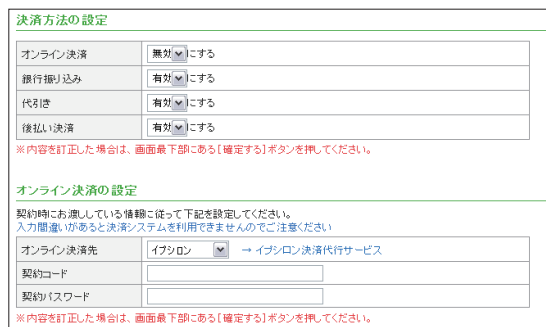 決済方法の設定
オンライン決済 無効 にする
銀行振り込み 有効 にする
代引き 有効 にする
後払い決済 有効 にする
※内容を訂正した場合は、画面最下部にある[確定する]ボタンを押してください。
オンライン決済の設定
契約時にお渡ししている情報に従って下記を設定してください。
入力間違いがあると決済システムを利用できませんのでご注意ください
オンライン決済先 イプシロン → イプシロン決済代行サービス
契約コード
契約パスワード
※内容を訂正した場合は、画面最下部にある[確定する]ボタンを押してください。